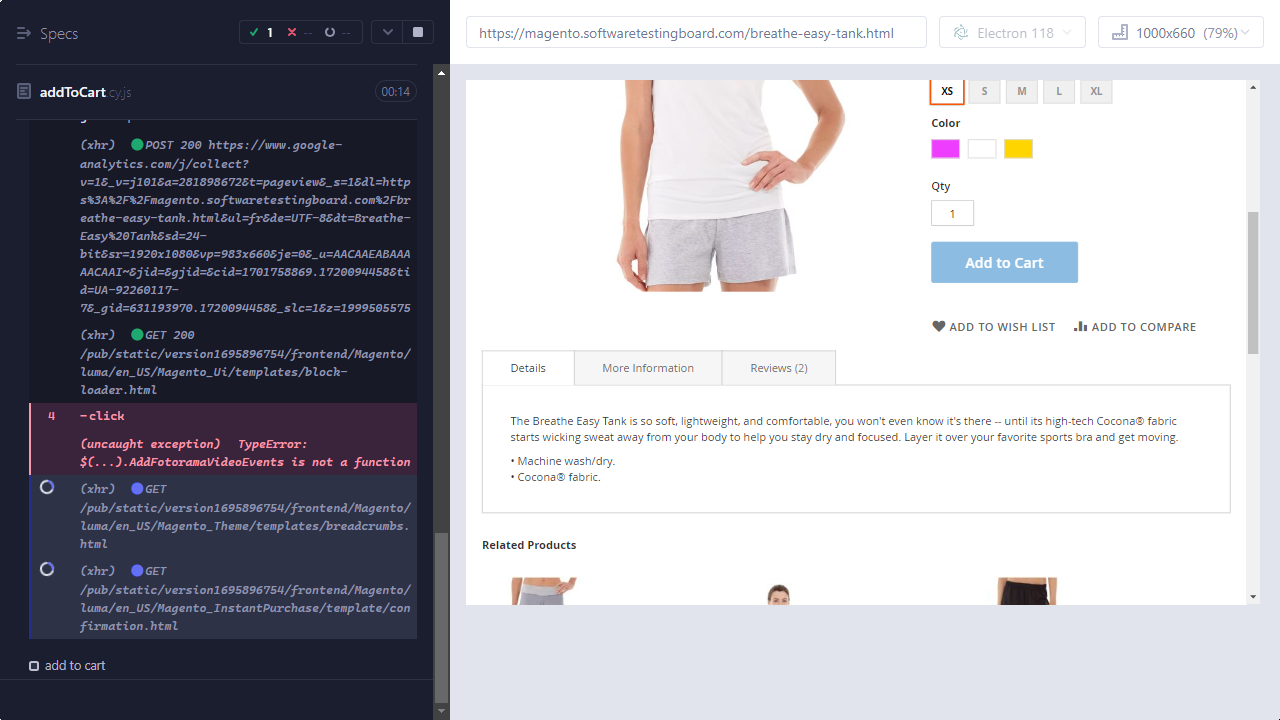 Specs
1
--
--
https://magento.softwaretestingboard.com/breathe-easy-tank.html
Electron 118
1000x660 (79%)
addToCart.cy.js
00:14
(xhr) POST 200 https://www.google-
analytics.com/j/collect?
v=1&_v=j101&a=281898672&t=pageview&_s=1&dl=http
s%3A%2F%2Fmagento.softwaretestingboard.com%2Fbr
eathe-easy-tank.html&ul=fr&de=UTF-8&dt=Breathe-
Easy%20Tank&sd=24-
bit&sr=1920x1080&vp=983x660&je=0&_u=AACAAEABAAA
AACAAI~&jid=&gjid=&cid=1701758869.1720094458&ti
d=UA-92260117-
7&_gid=631193970.1720094458&_slc=1&z=1999505575
(xhr) GET 200
/pub/static/version1695896754/frontend/Magento/
luma/en_US/Magento_Ui/templates/block-
loader.html
4 -click
(uncaught exception) TypeError:
$(...).AddFotoramaVideoEvents is not a function
(xhr) GET
/pub/static/version1695896754/frontend/Magento/
luma/en_US/Magento_Theme/templates/breadcrumbs.
html
(xhr) GET
/pub/static/version1695896754/frontend/Magento/
luma/en_US/Magento_InstantPurchase/template/con
firmation.html
add to cart
XS S M L XL
Color
Qty
1
Add to Cart
ADD TO WISH LIST ADD TO COMPARE
Details More Information Reviews (2)
The Breathe Easy Tank is so soft, lightweight, and comfortable, you won't even know it's there -- until its high-tech Cocona® fabric
starts wicking sweat away from your body to help you stay dry and focused. Layer it over your favorite sports bra and get moving.
• Machine wash/dry.
• Cocona® fabric.
Related Products